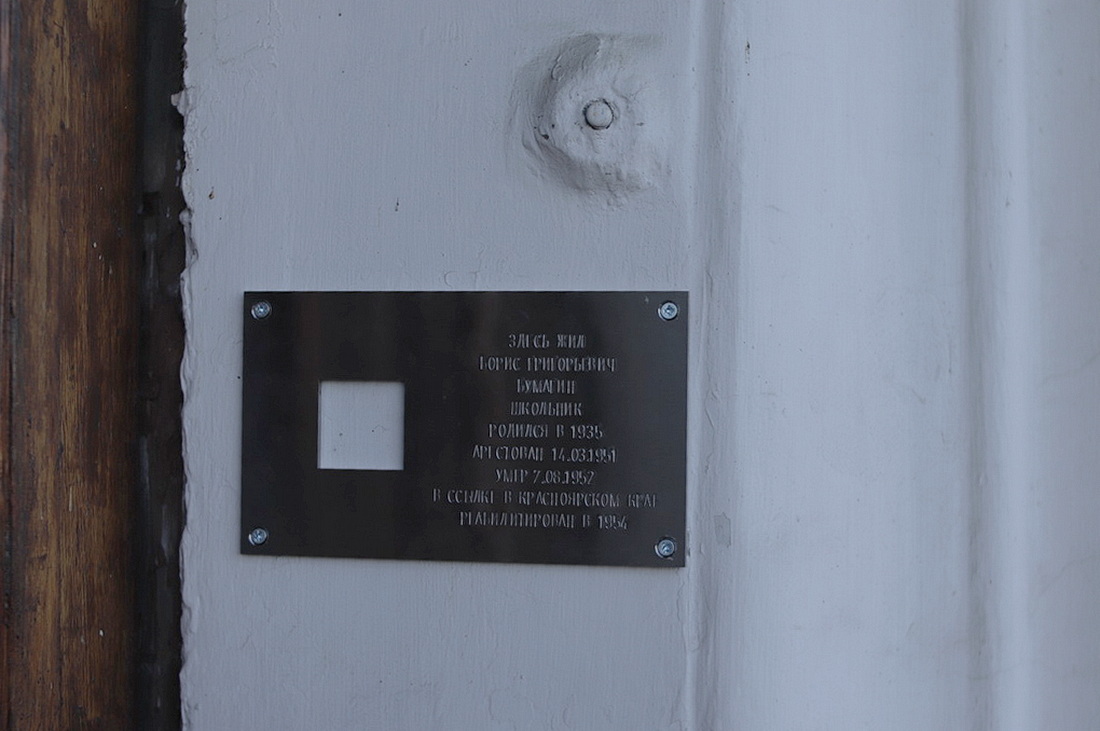 ЗДЕСЬ ЖИЛ
БОРИС ГРИГОРЬЕВИЧ
БУМАГИН
ШКОЛЬНИК
РОДИЛСЯ В 1935
АРЕСТОВАН 14.03.1951
УМЕР 7.08.1952
В ССЫЛКЕ В КРАСНОЯРСКОМ КРАЕ
РЕАБИЛИТИРОВАН В 1954